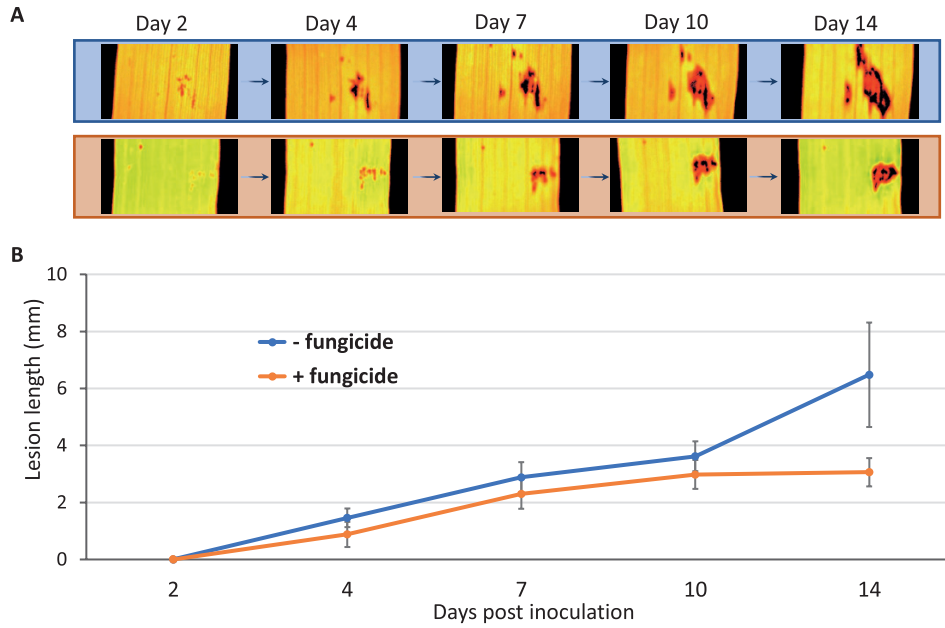 A
Day 2 Day 4 Day 7 Day 10 Day 14
B
Lesion length (mm)
10
8
6
4
2
0
- fungicide
+ fungicide
2 4 7 10 14
Days post inoculation